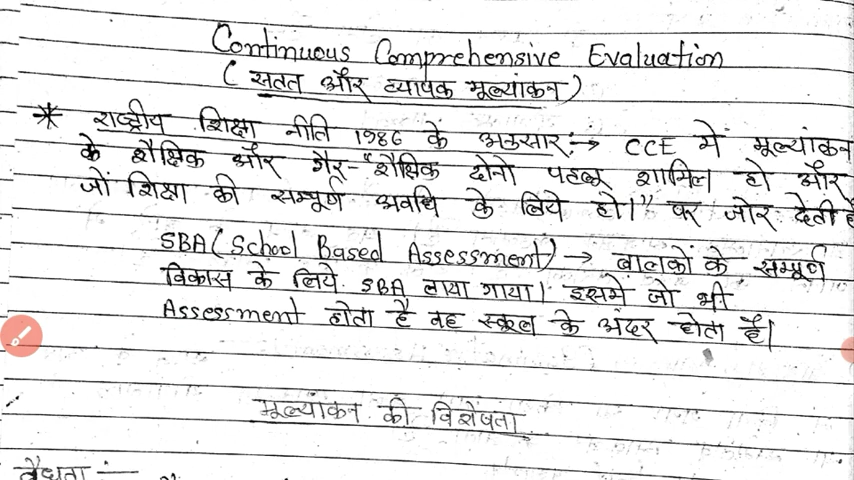 Continuous Comprehensive Evaluation
(सतत और व्यापक मूल्यांकन)
* राष्ट्रीय शिक्षा नीति 1986 के अनुसार:→ CCE में मूल्यांकन
के शैक्षिक और गैर-"शैक्षिक दोनो पहलू शामिल हो और
जो शिक्षा की सम्पूर्ण अवधि के लिये हो।" पर जोर देती है
SBA(School Based Assessment) → बालकों के सम्पूर्ण
विकास के लिये SBA लाया गाया। इसमे जो भी
Assessment होता है वह स्कूल के अंदर होता है।
मूल्यांकन की विशेषता
वैधता:—